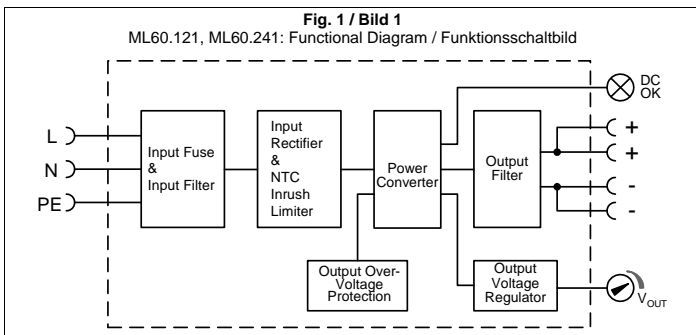 Fig. 1 / Bild 1
ML60.121, ML60.241: Functional Diagram / Funktionsschaltbild
DC
OK
L
N
PE
Input Fuse
&
Input Filter
Input
Rectifier
&
NTC
Inrush
Limiter
Power
Converter
Output
Filter
+
+
-
-
Output Over-
Voltage
Protection
Output
Voltage
Regulator
VOUT